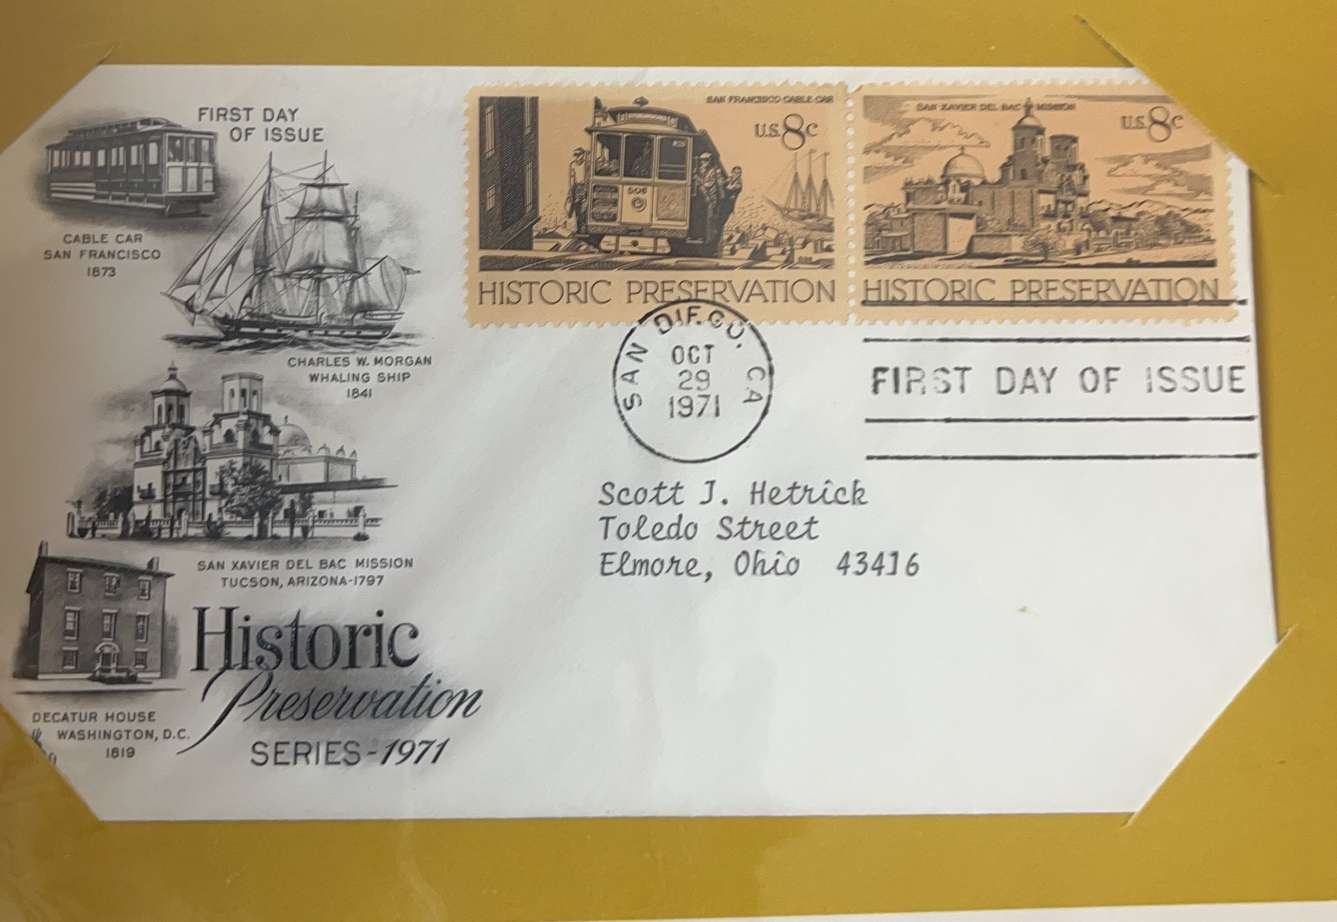 FIRST DAY
OF ISSUE
CABLE CAR
SAN FRANCISCO
1873
CHARLES W. MORGAN
WHALING SHIP
1841
SAN XAVIER DEL BAC MISSION
TUCSON, ARIZONA-1797
DECATUR HOUSE
WASHINGTON, D.C.
1819
Historic
Preservation
SERIES-1971
SAN FRANCISCO CABLE CAR
U.S. 8c
506
HISTORIC PRESERVATION
SAN XAVIER DEL BAC MISSION
U.S. 8c
HISTORIC PRESERVATION
SAN DIEGO, CA
OCT
29
1971
FIRST DAY OF ISSUE
Scott J. Hetrick
Toledo Street
Elmore, Ohio 43416